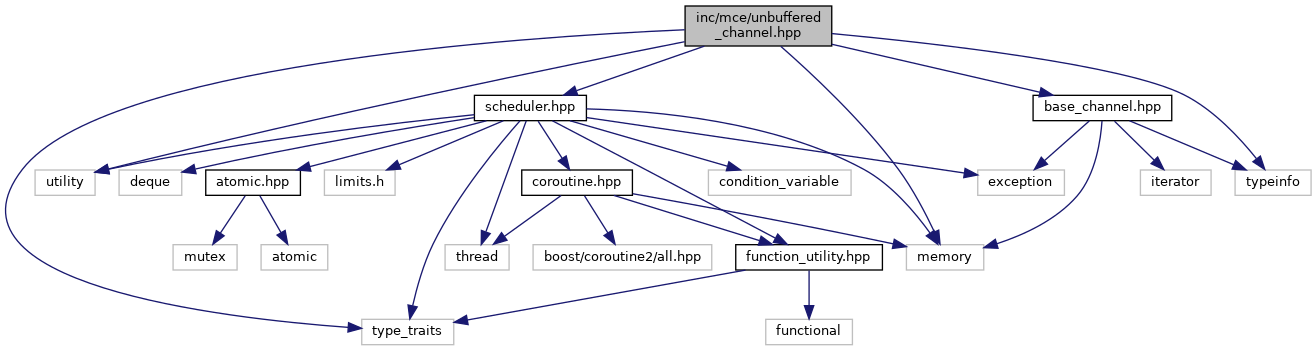 inc/mce/unbuffered
_channel.hpp
scheduler.hpp
base_channel.hpp
utility
deque
atomic.hpp
limits.h
coroutine.hpp
condition_variable
exception
iterator
typeinfo
mutex
atomic
thread
boost/coroutine2/all.hpp
function_utility.hpp
memory
type_traits
functional